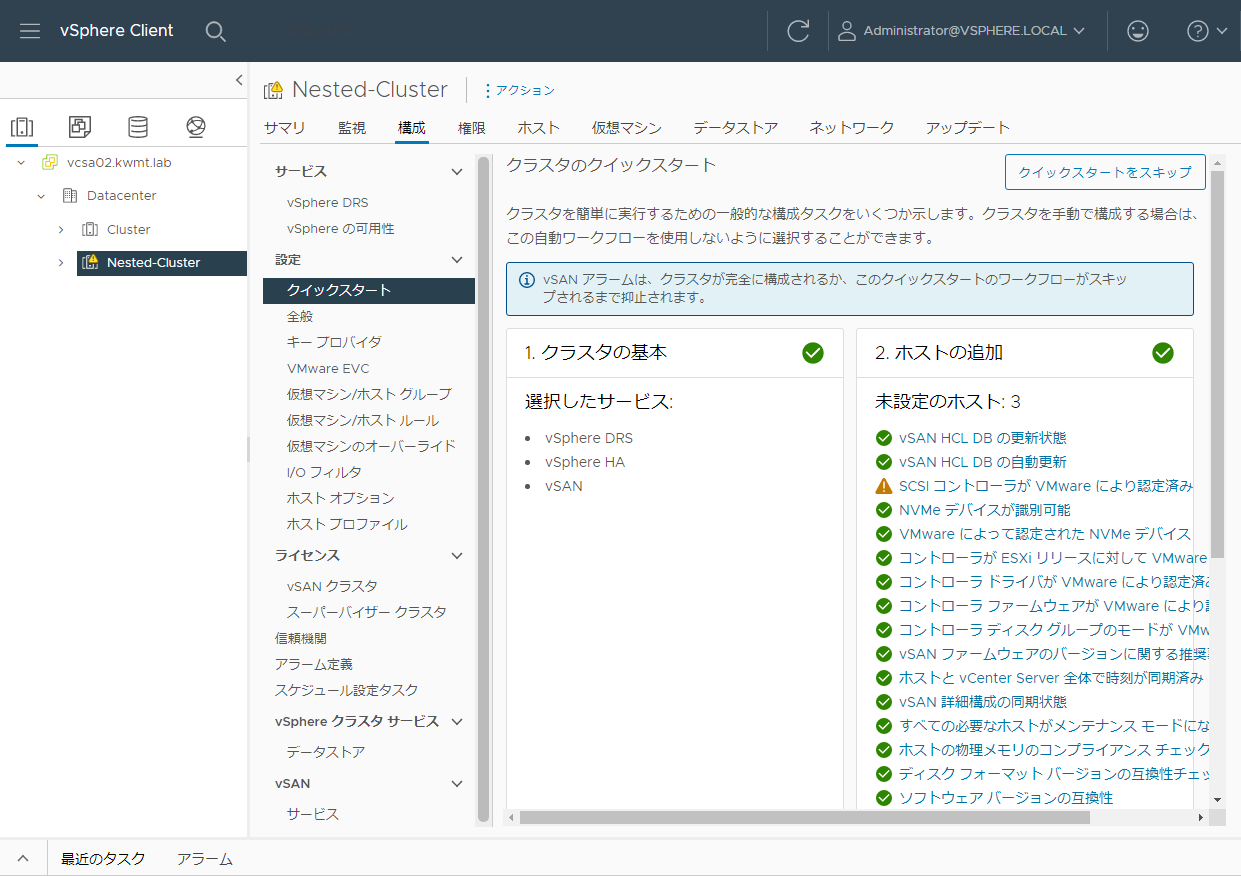 vSphere Client
Administrator@VSPHERE.LOCAL
vcsa02.kwmt.lab
Datacenter
Cluster
Nested-Cluster
Nested-Cluster
アクション
サマリ 監視 構成 権限 ホスト 仮想マシン データストア ネットワーク アップデート
サービス
vSphere DRS
vSphere の可用性
設定
クイックスタート
全般
キー プロバイダ
VMware EVC
仮想マシン/ホスト グループ
仮想マシン/ホスト ルール
仮想マシンのオーバーライド
I/O フィルタ
ホスト オプション
ホスト プロファイル
ライセンス
vSAN クラスタ
スーパーバイザー クラスタ
信頼機関
アラーム定義
スケジュール設定タスク
vSphere クラスタ サービス
データストア
vSAN
サービス
クラスタのクイックスタート
クイックスタートをスキップ
クラスタを簡単に実行するための一般的な構成タスクをいくつか示します。クラスタを手動で構成する場合は、
この自動ワークフローを使用しないように選択することができます。
vSAN アラームは、クラスタが完全に構成されるか、このクイックスタートのワークフローがスキッ
プされるまで抑止されます。
1. クラスタの基本
選択したサービス:
vSphere DRS
vSphere HA
vSAN
2. ホストの追加
未設定のホスト: 3
vSAN HCL DB の更新状態
vSAN HCL DB の自動更新
SCSI コントローラが VMware により認定済み
NVMe デバイスが識別可能
VMware によって認定された NVMe デバイス
コントローラが ESXi リリースに対して VMware
コントローラ ドライバが VMware により認定済み
コントローラ ファームウェアが VMware により
コントローラ ディスク グループのモードが VMw
vSAN ファームウェアのバージョンに関する推奨
ホストと vCenter Server 全体で時刻が同期済み
vSAN 詳細構成の同期状態
すべての必要なホストがメンテナンス モードにな
ホストの物理メモリのコンプライアンス チェック
ディスク フォーマット バージョンの互換性チェッ
ソフトウェア バージョンの互換性
最近のタスク アラーム